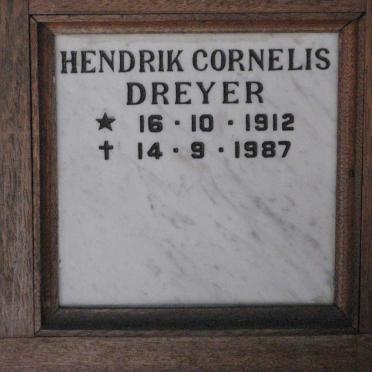 HENDRIK CORNELIS
DREYER
★ 16 · 10 · 1912
✝ 14 · 9 · 1987